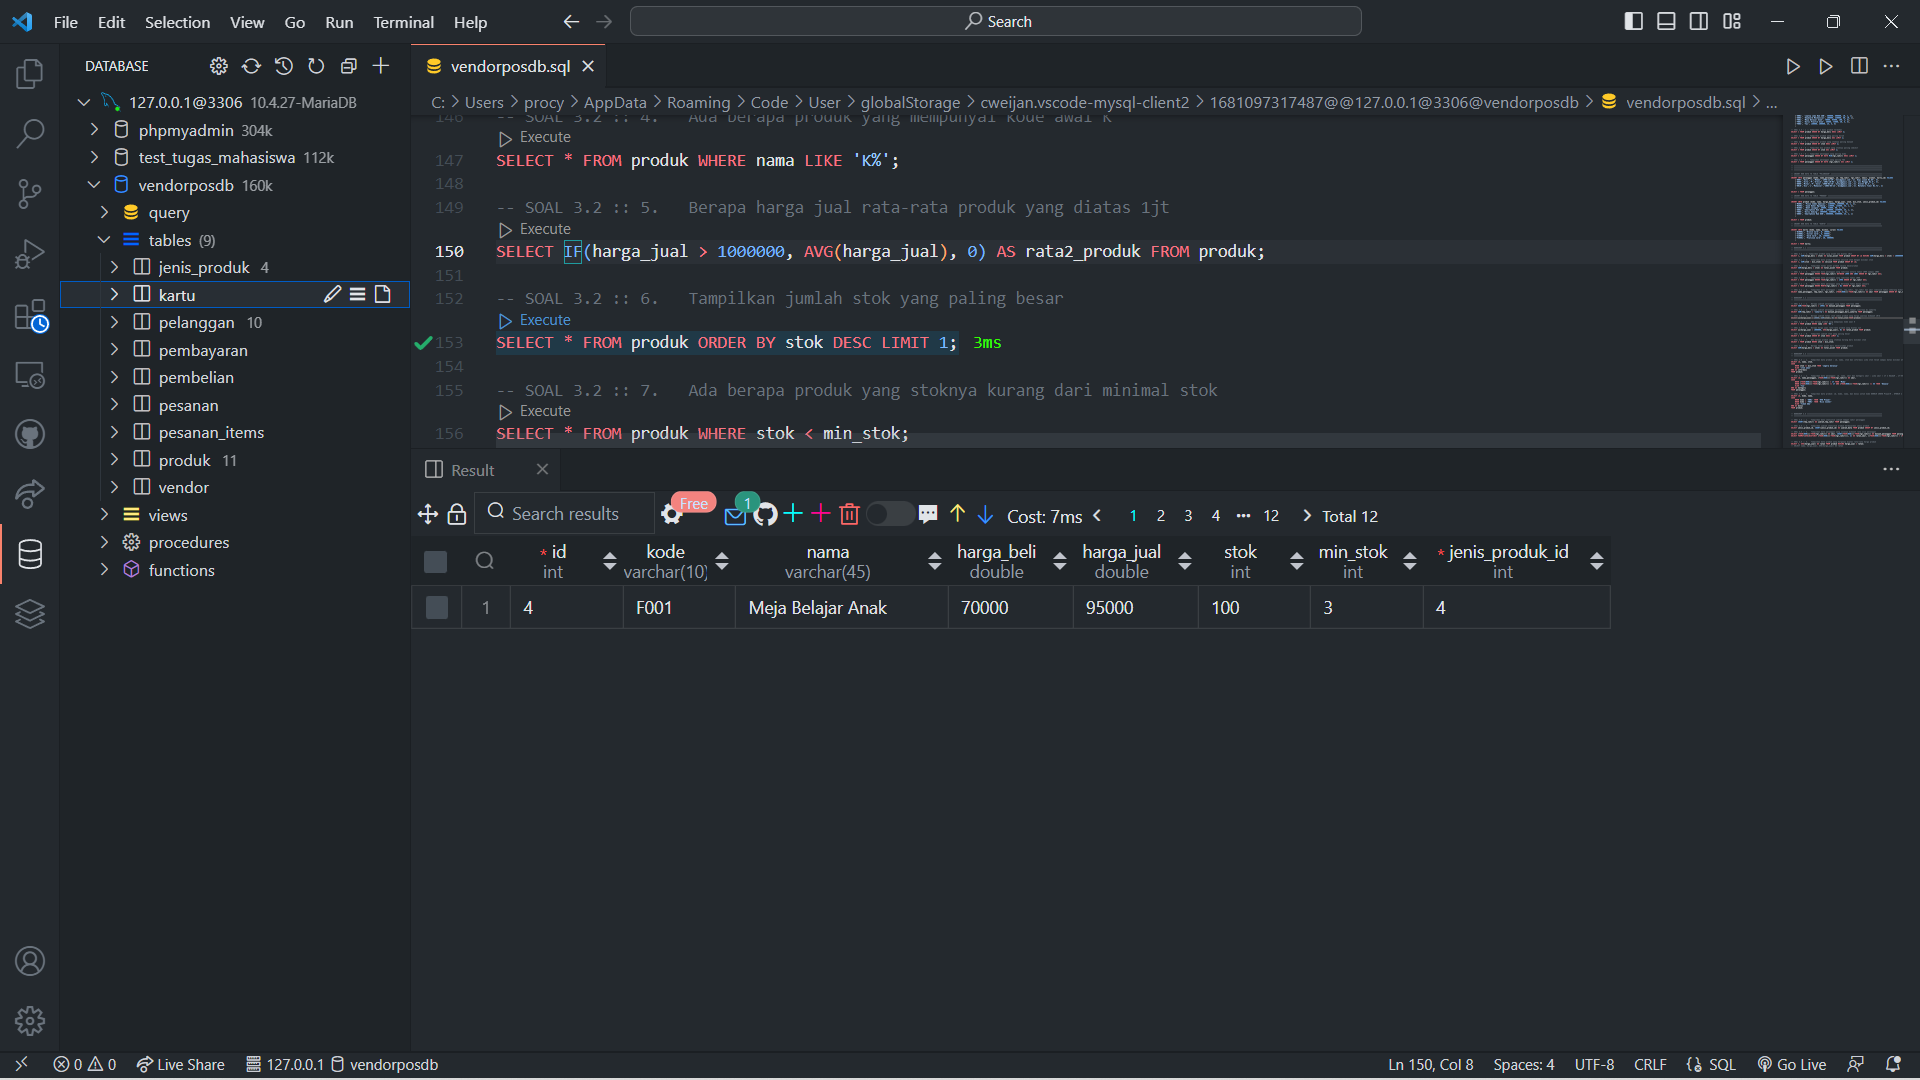 File Edit Selection View Go Run Terminal Help
Search
DATABASE
vendorposdb.sql
127.0.0.1@3306 10.4.27-MariaDB
C: > Users > procy > AppData > Roaming > Code > User > globalStorage > cweijan.vscode-mysql-client2 > 1681097317487@@127.0.0.1@3306@vendorposdb > vendorposdb.sql > ...
phpmyadmin 304k
test_tugas_mahasiswa 112k
vendorposdb 160k
query
tables (9)
jenis_produk 4
kartu
pelanggan 10
pembayaran
pembelian
pesanan
pesanan_items
produk 11
vendor
views
procedures
functions
146 -- SOAL 3.2 :: 4. Ada berapa produk yang mempunyai kode awal K
Execute
147 SELECT * FROM produk WHERE nama LIKE 'K%';
148
149 -- SOAL 3.2 :: 5. Berapa harga jual rata-rata produk yang diatas 1jt
Execute
150 SELECT IF(harga_jual > 1000000, AVG(harga_jual), 0) AS rata2_produk FROM produk;
151
152 -- SOAL 3.2 :: 6. Tampilkan jumlah stok yang paling besar
Execute
153 SELECT * FROM produk ORDER BY stok DESC LIMIT 1; 3ms
154
155 -- SOAL 3.2 :: 7. Ada berapa produk yang stoknya kurang dari minimal stok
Execute
156 SELECT * FROM produk WHERE stok < min_stok;
Result
Search results Free 1 Cost: 7ms < 1 2 3 4 ••• 12 > Total 12
* id kode nama harga_beli harga_jual stok min_stok * jenis_produk_id
int varchar(10) varchar(45) double double int int int
1 4 F001 Meja Belajar Anak 70000 95000 100 3 4
0 0 Live Share 127.0.0.1 vendorposdb Ln 150, Col 8 Spaces: 4 UTF-8 CRLF SQL Go Live